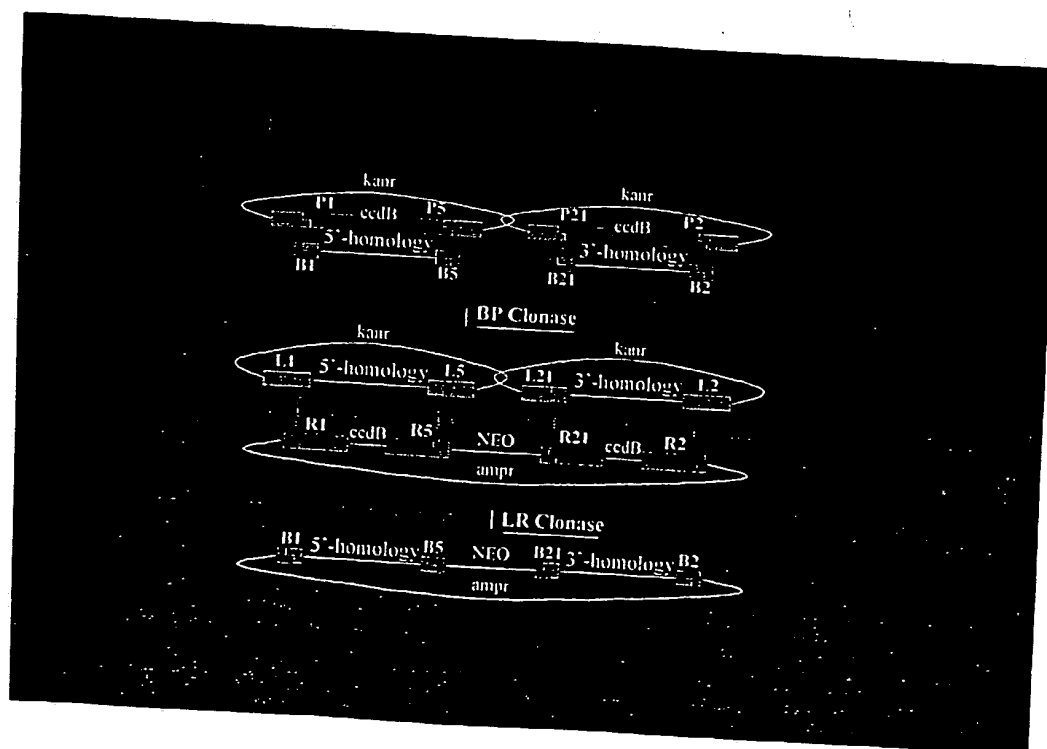 kanr kanr
P1 ccdB P5 P21 ccdB P2
5'-homology 3'-homology
B1 B5 B21 B2
BP Clonase
kanr kanr
L1 5'-homology L5 L21 3'-homology L2
R1 ccdB R5 NEO R21 ccdB R2
ampr
LR Clonase
B1 5'-homology B5 NEO B21 3'-homology B2
ampr